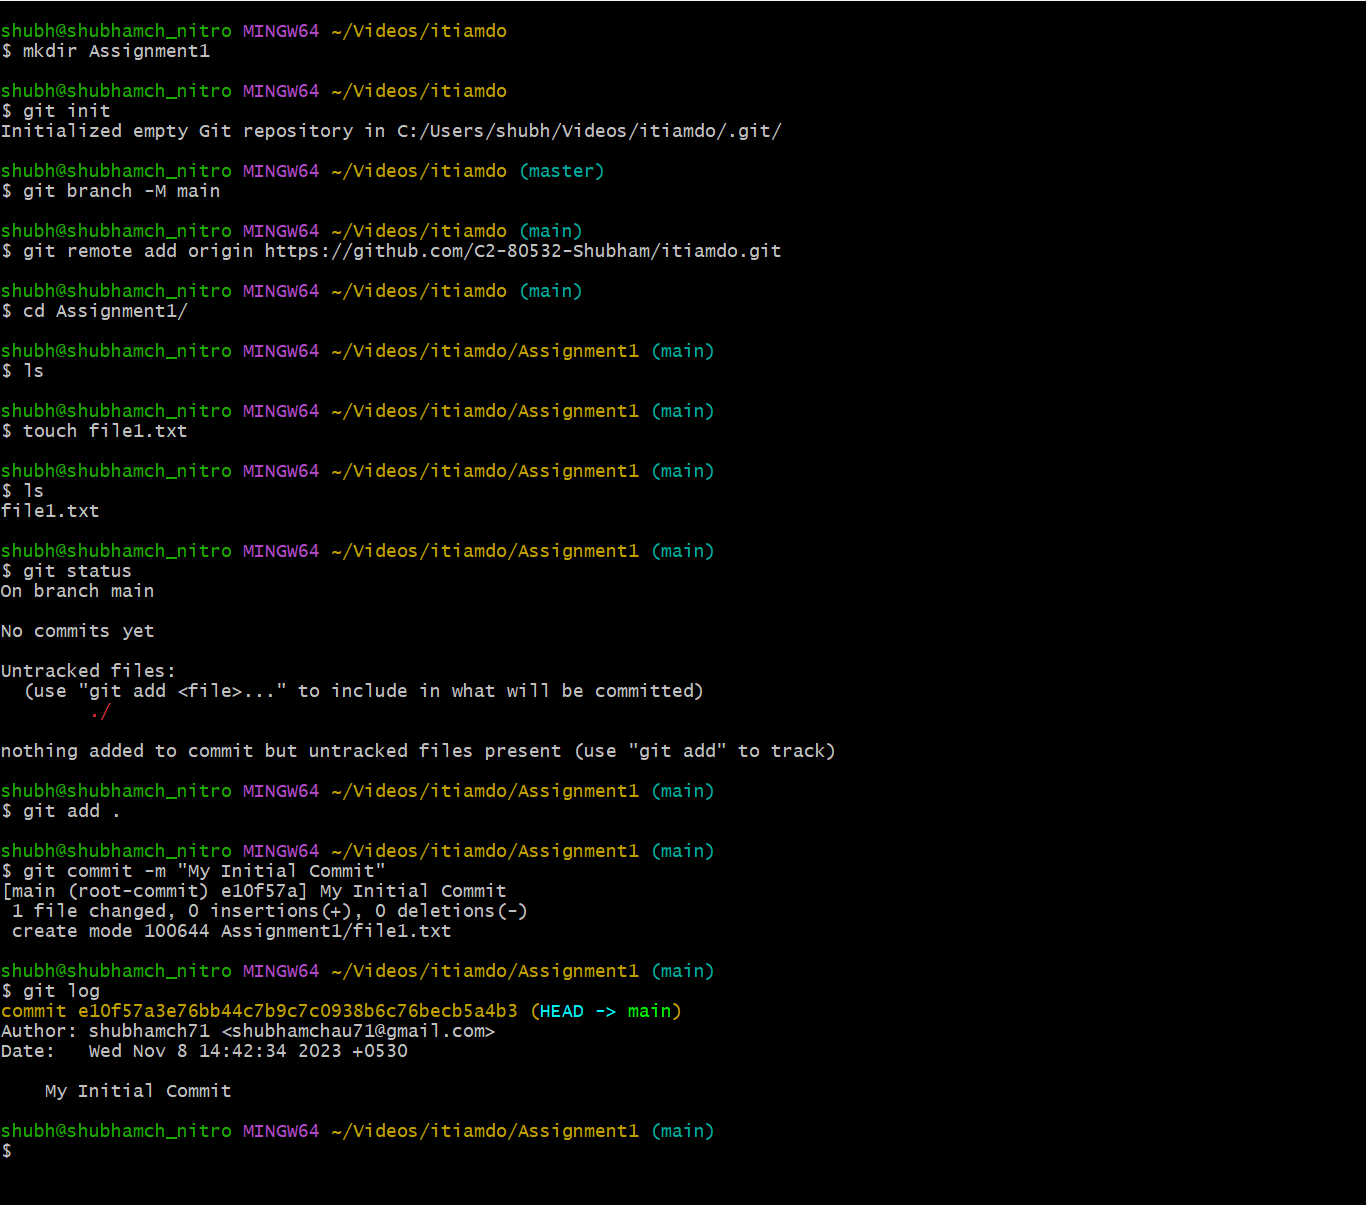 shubh@shubhamch_nitro MINGW64 ~/Videos/itiamdo
$ mkdir Assignment1
shubh@shubhamch_nitro MINGW64 ~/Videos/itiamdo
$ git init
Initialized empty Git repository in C:/Users/shubh/Videos/itiamdo/.git/
shubh@shubhamch_nitro MINGW64 ~/Videos/itiamdo (master)
$ git branch -M main
shubh@shubhamch_nitro MINGW64 ~/Videos/itiamdo (main)
$ git remote add origin https://github.com/C2-80532-Shubham/itiamdo.git
shubh@shubhamch_nitro MINGW64 ~/Videos/itiamdo (main)
$ cd Assignment1/
shubh@shubhamch_nitro MINGW64 ~/Videos/itiamdo/Assignment1 (main)
$ ls
shubh@shubhamch_nitro MINGW64 ~/Videos/itiamdo/Assignment1 (main)
$ touch file1.txt
shubh@shubhamch_nitro MINGW64 ~/Videos/itiamdo/Assignment1 (main)
$ ls
file1.txt
shubh@shubhamch_nitro MINGW64 ~/Videos/itiamdo/Assignment1 (main)
$ git status
On branch main
No commits yet
Untracked files:
  (use "git add <file>..." to include in what will be committed)
        ./
nothing added to commit but untracked files present (use "git add" to track)
shubh@shubhamch_nitro MINGW64 ~/Videos/itiamdo/Assignment1 (main)
$ git add .
shubh@shubhamch_nitro MINGW64 ~/Videos/itiamdo/Assignment1 (main)
$ git commit -m "My Initial Commit"
[main (root-commit) e10f57a] My Initial Commit
 1 file changed, 0 insertions(+), 0 deletions(-)
 create mode 100644 Assignment1/file1.txt
shubh@shubhamch_nitro MINGW64 ~/Videos/itiamdo/Assignment1 (main)
$ git log
commit e10f57a3e76bb44c7b9c7c0938b6c76becb5a4b3 (HEAD -> main)
Author: shubhamch71 <shubhamchau71@gmail.com>
Date:   Wed Nov 8 14:42:34 2023 +0530
    My Initial Commit
shubh@shubhamch_nitro MINGW64 ~/Videos/itiamdo/Assignment1 (main)
$